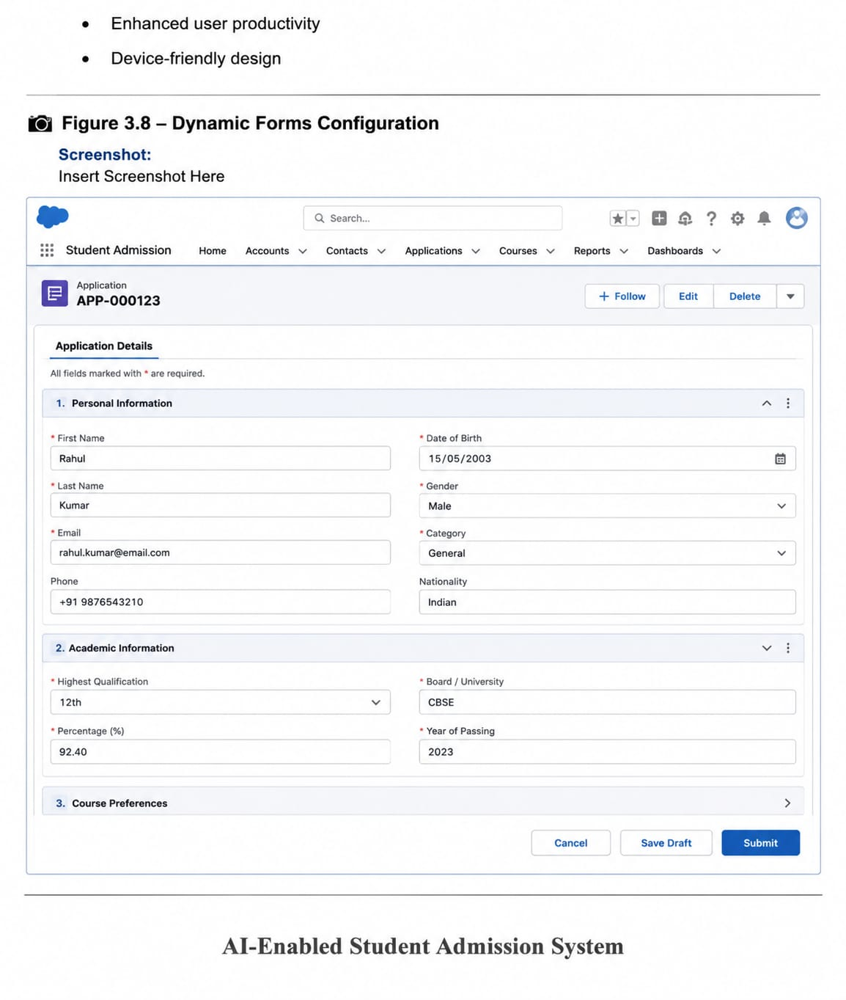 • Enhanced user productivity
• Device-friendly design
Figure 3.8 – Dynamic Forms Configuration
Screenshot:
Insert Screenshot Here
Search...
Student Admission Home Accounts Contacts Applications Courses Reports Dashboards
Application
APP-000123
+ Follow Edit Delete
Application Details
All fields marked with * are required.
1. Personal Information
* First Name * Date of Birth
Rahul 15/05/2003
* Last Name * Gender
Kumar Male
* Email * Category
rahul.kumar@email.com General
Phone Nationality
+91 9876543210 Indian
2. Academic Information
* Highest Qualification * Board / University
12th CBSE
* Percentage (%) * Year of Passing
92.40 2023
3. Course Preferences
Cancel Save Draft Submit
AI-Enabled Student Admission System